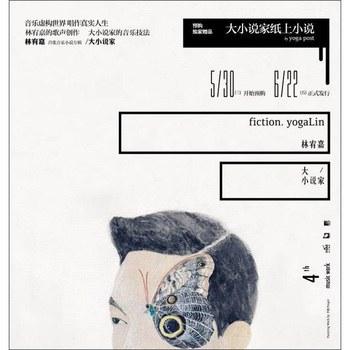 音乐虚构世界 唱作真实人生
林宥嘉的歌声创作 大小说家的音乐技法
林宥嘉 首张音乐小说专辑 /大小说家
预购
独家赠品
大小说家纸上小说
by yoga post
5/30 开始预购 6/22 正式发行
fiction. yogaLin
林宥嘉
大/
小说家
4th
music work